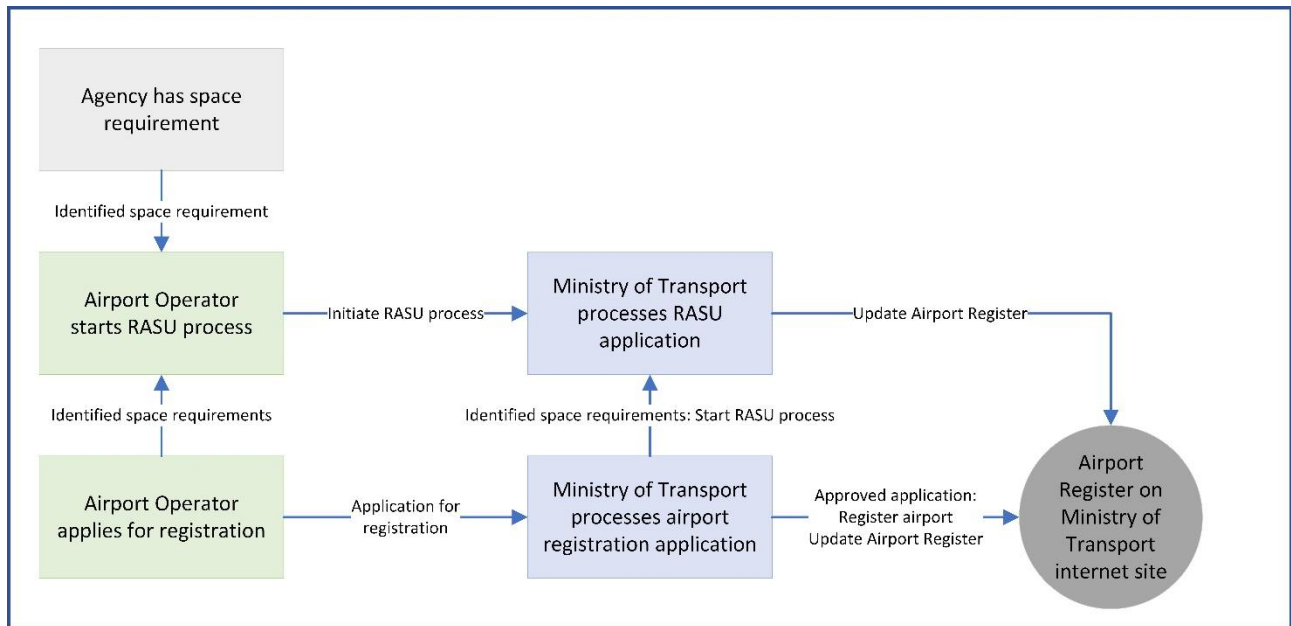 Agency has space
requirement
Identified space requirement
Airport Operator
starts RASU process
Initiate RASU process
Ministry of Transport
processes RASU
application
Update Airport Register
Identified space requirements
Identified space requirements: Start RASU process
Airport Operator
applies for registration
Application for
registration
Ministry of Transport
processes airport
registration application
Approved application:
Register airport
Update Airport Register
Airport
Register on
Ministry of
Transport
internet site